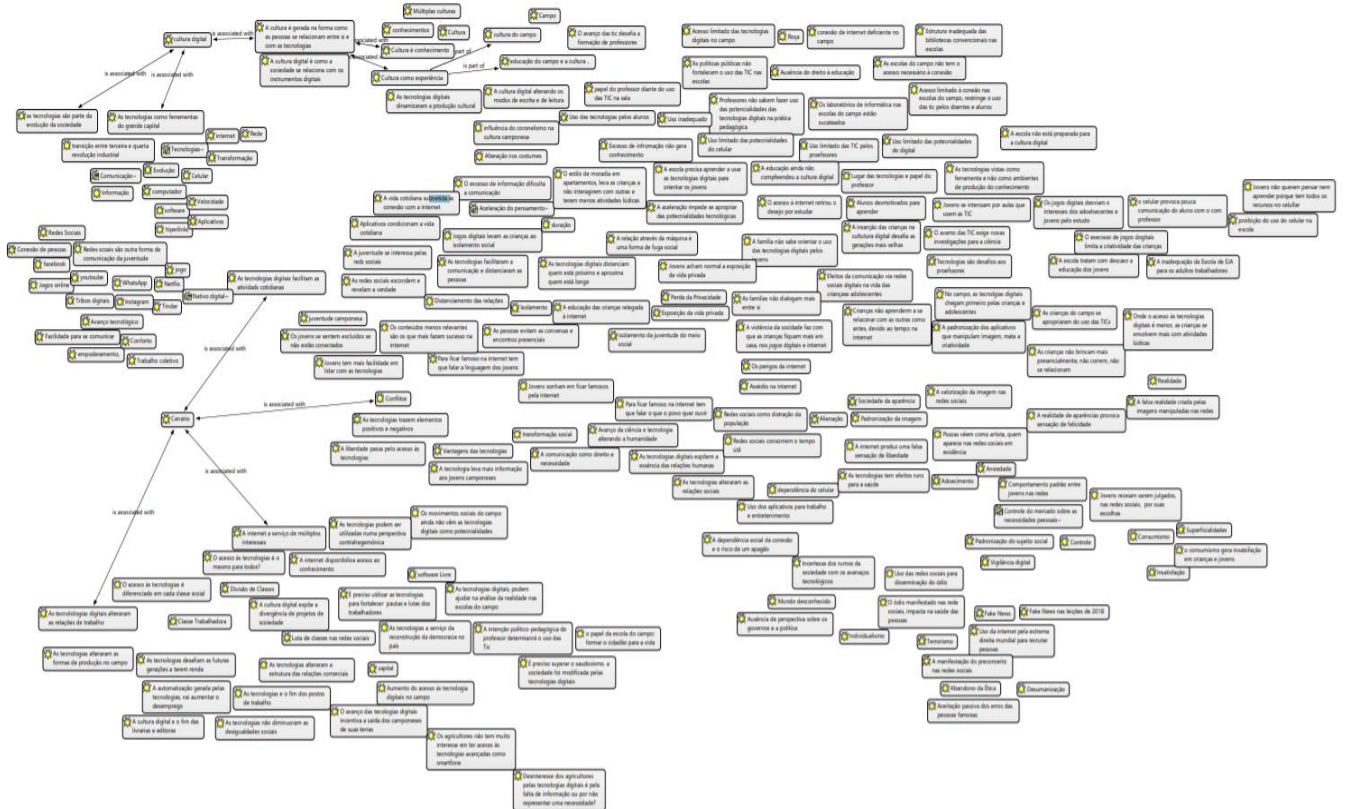 Múltiplas culturas
Campo
A cultura é gerada na forma como
as pessoas se relacionam entre si e
com as tecnologias
conhecimentos
Cultura
cultura do campo
is associated with
cultura digital
Cultura é conhecimento
part of
A cultura digital é como a
sociedade se relaciona com os
instrumentos digitais
Cultura como experiência
is part of
educação do campo e a cultura
O avanço das tic desafia a
formação de professores
is associated with
is associated with
As tecnologias digitais
dinamizaram a produção cultural
A cultura digital alterando os
modos de escrita e de leitura
as tecnologias são parte da
evolução da sociedade
As tecnologias como ferramentas
do grande capital
internet
Rede
transição entre terceira e quarta
revolução industrial
Tecnologias~
Transformação
Evolução
Comunicação~
Celular
Informação
computador
Velocidade
software
Aplicativos
hiperlinks
influência do coronelismo na
cultura camponesa
Alteração nos costumes
Acesso limitado das tecnologias
digitais no campo
Roça
conexão de internet deficiente no
campo
Estrutura inadequada das
bibliotecas convencionais nas
escolas
As políticas públicas não
fortalecem o uso das TIC nas
escolas
Ausência do direito à educação
As escolas do campo não tem o
acesso necessário à conexão
papel do professor diante do uso
das TIC na sala
Uso das tecnologias pelos alunos
Uso inadequado
Professores não sabem fazer uso
das potencialidades das
tecnologias digitais na prática
pedagógica
Os laboratórios de informática nas
escolas do campo estão
sucateados
Acesso limitado à conexão nas
escolas do campo, restringe o uso
das tic pelos docentes e alunos
Uso limitado das potencialidades
do celular
Uso limitado das TIC pelos
proefsores
Uso limitado das potencialidades
do digital
A escola não está preparada para
a cultura digital
Excesso de infromação não gera
conhecimento
O excesso de informação dificulta
a comunicação
O estilo de moradia em
apartamentos, leva as crianças e
não interagirem com outras e
terem menos atividades lúdicas
A escola precisa aprender a usar
as tecnologias digitais para
orientar os jovens
A educação ainda não
compreendeu a cultura digital
Lugar das tecnologias e papel do
professor
As tecnologias vistas como
ferramenta e não como ambientes
de produção do conhecimento
A vida cotidiana
conexão com a internet
Aceleração do pensamento~
duração
A aceleração impede se apropriar
das potencialidades tecnológicas
O acesso à internet retirou o
desejo por estudar
Alunos desmotivados para
aprender
Jovens se interssam por aulas que
usem as TIC
Os jogos digitais desviam o
interesses dos adoelscentes e
jovens pelo estudo
o celular provoca pouca
comunicação do aluno com o com
professor
Jovens não querem pensar nem
aprender porque tem todos os
recursos no celular
proibição do uso do celular na
escola
Aplicativos condicionam a vida
cotidiana
Jogos digitais levam as crianças ao
isolamento social
A relação através da máquina é
uma forma de fuga social
A família não sabe orientar o uso
das tecnologias digitais pelos
jovens
A inserção das crianças na
cultura digital desafia as
gerações mais velhas
O avanço das TIC exige novas
investigações para a ciência
O execesso de jogos dogitais
limita a criatividade das crianças
A juventude se interessa pelas
redes sociais
As tecnologias facilitaram a
comunicação e distanciaram as
pessoas
As tecnologias digitais distanciam
quem está próximo e aproxima
quem está longe
Jovens acham normal a exposição
da vida privada
Tecnologias são desafios aos
proefssores
A escola tratam com descaso a
educação dos jovens
A inadequação da Escola de EJA
para os adultos trabalhadores
Redes Sociais
Conexão de pessoas
Redes sociais são outra forma de
comunicação da juventude
facebook
jogo
youtoube
Jogos online
WhatsApp
Netflix
Tribos digitais
Instagram
Tinder
Nativo digital~
As tecnologias digitais facilitam as
atividade cotidianas
As redes sociais escondem e
revelam a verdade
Distanciamento das relações
Isolamento
A educação das crianças relegada
à internet
Perda da Privacidade
Exposição da vida privada
As famílias não dialogam mais
entre si
Efeitos da comunicação via redes
sociais digitais na vida das
crianças e adolescentes
No campo, as tecnologias digitais
chegam primeiro pelas crianças e
adolescentes
As crianças do campo se
apropriaram do uso das TICs
Onde o acesso às tecnologias
digitais é menor, as crianças se
envolvem mais com atividades
lúdicas
Avanço tecnológico
Facilidade para se comunicar
Conforto
empoderamento,
Trabalho coletivo
juventude camponesa
Os jovens se sentem excluídos se
não estão conectados
Os conteúdos menos relevantes
são os que mais fazem sucesso na
internet
As pessoas evitam as conversas e
encontros presenciais
isolamento da juventude do meio
social
A violência da socidade faz com
que as crianças fiquem mais em
casa, nos jogos digitais e internet
Crianças não aprenderm a se
relacionar com as outras como
antes, devido ao tempo na
internet
A padronização dos aplicativos
que manipulam imagem, mata a
criatividade
As crianças não brincam mais
presencialmente, não correm, não
se relacionam
is associated with
Jovens tem mais facilidade em
lidar com as tecnologias
Para ficar famoso na internet tem
que falar a linguagem dos jovens
Os perigos da internet
Assédio na internet
Jovens sonham em ficar famosos
pela internet
Realidade
is associated with
Conflitos
Cenário
Para ficar famoso na internet tem
que falar o que o povo quer ouvir
Sociedade da aparência
A valorização da imagem nas
redes sociais
A falsa realidade criada pelas
imagens manipuladas nas redes
As tecnologias trazem elementos
positivos e negativos
Redes sociais como distração da
população
Alienação
Padronização da imagem
A realidade de aparências provoca
sensação de felicidade
transformação social
Avanço da ciência e tecnologia
alterando a humanidade
Redes sociais consomem o tempo
útil
A internet produz uma falsa
sensação de liberdade
Pessoas vêem como artista, quem
aparece nas redes sociais em
evidência
A liberdade passa pelo acesso às
tecnologias
Vantagens das tecnologias
A comunicação como direito e
necessidade
As tecnologias digitais expõem a
essência das relações humanas
Ansiedade
A tecnologia leva mais informação
aos jovens camponeses
As tecnologias alteraram as
relações sociais
dependência do celular
As tecnologias tem efeitos ruins
para a saúde
Adoecimento
Comportamento padrão entre
jovens nas redes
Jovens receiam serem julgados,
nas redes sociais, por suas
escolhas
Uso dos aplicativos para trabalho
e entretenimento
Controle do mercado sobre as
necessidades pessoais~
is associated with
is associated with
A internet a serviço de múltiplos
interesses
As tecnologias podem ser
utilizadas numa perspectiva
contrahegemônica
Os movimentos sociais do campo
ainda não vêm as tecnologias
digitais como potencialidades
A dependência social da conexão
e o risco de um apagão
Padronização do sujeito social
Controle
Consumismo
Superficialidades
o consumismo gera insatisfação
em crianças e jovens
Insatisfação
Vigilância digital
O acesso às tecnologias é o
mesmo para todos?
A internet disponibiliza acesso ao
conhecimento
software Livre
Incertesas dos rumos da
sociedade com os avanaços
tecnológicos
Uso das redes sociais para
disseminação do ódio
O acesso às tecnologias é
diferenciado em cada classe social
Divisão de Classes
É preciso utilizar as tecnologias
para fortalecer pautas e lutas dos
trabalhadores
As tecnologias digitais, podem
ajudar na análise da realidade nas
escolas do campo
Mundo desconhecido
O ódio manifestado nas rede
sociais, impacta na saúde das
pessoas
Fake News
Fake News nas leições de 2018
As tecnologias digitais alteraram
as relações de trabalho
Classe Trabalhadora
A cultura digital expõe a
divergência de projetos de
sociedade
Luta de classes nas redes sociais
As tecnologias a serviço da
reconstrução da democracia no
país
A intenção político-pedagógica do
professor determinará o uso das
Tic
o papel da escola do campo:
formar o cidadão para a vida
Ausência de perspectiva sobre os
governos e a política
Individualismo
Terrorismo
Uso da internet pela extrema
direita mundial para recrutar
pessoas
As tecnologias alteraram as
formas de produção no campo
As tecnologias desafiam as futuras
gerações a terem renda
As tecnologias alteraram a
estrutura das relações comerciais
capital
É preciso superar o saudosismo, a
sociedade foi modificada pelas
tecnologias digitais
A manifestação do preconceito
nas redes sociais
A automatização gerada pelas
tecnologias, vai aumentar o
desemprego
As tecnologias e o fim dos postos
de trabalho
Aumento do acesso às tecnologia
digitais no campo
Abandono da Ética
Desumanização
A cultura digital e o fim das
livrarias e editoras
As tecnologias não diminuiram as
desigualdades sociais
O avanço das tecologias digitais
incentiva a saída dos camponeses
de suas terras
Aceitação passiva dos erros das
pessoas famosas
Os agricultores não tem muito
interesse em ter acesso às
tecnologias avançadas como
smartfone
Desinteresse dos agricultores
pelas tecnologias digitais é pela
falta de informação ou por não
representar uma necesidade?